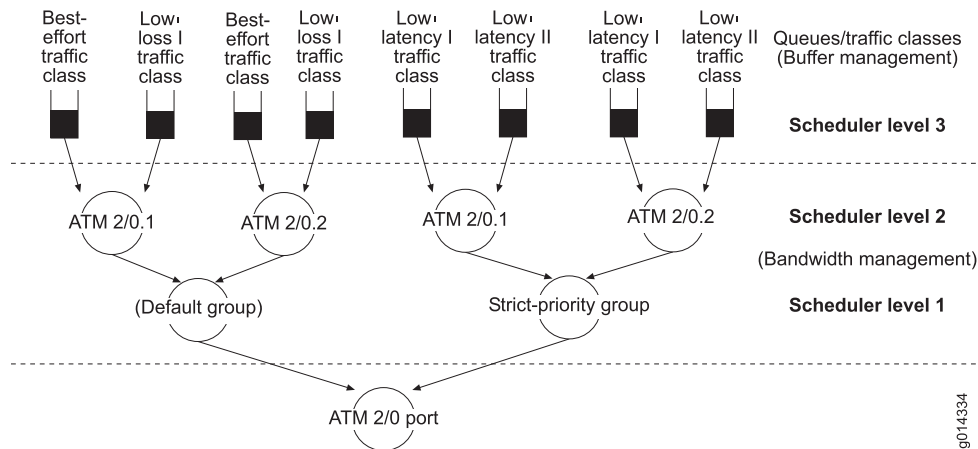 Best-
effort
traffic
class
Low-
loss I
traffic
class
Best-
effort
traffic
class
Low-
loss I
traffic
class
Low-
latency I
traffic
class
Low-
latency II
traffic
class
Low-
latency I
traffic
class
Low-
latency II
traffic
class
Queues/traffic classes
(Buffer management)
Scheduler level 3
ATM 2/0.1
ATM 2/0.2
ATM 2/0.1
ATM 2/0.2
Scheduler level 2
(Bandwidth management)
(Default group)
Strict-priority group
Scheduler level 1
ATM 2/0 port
g014334